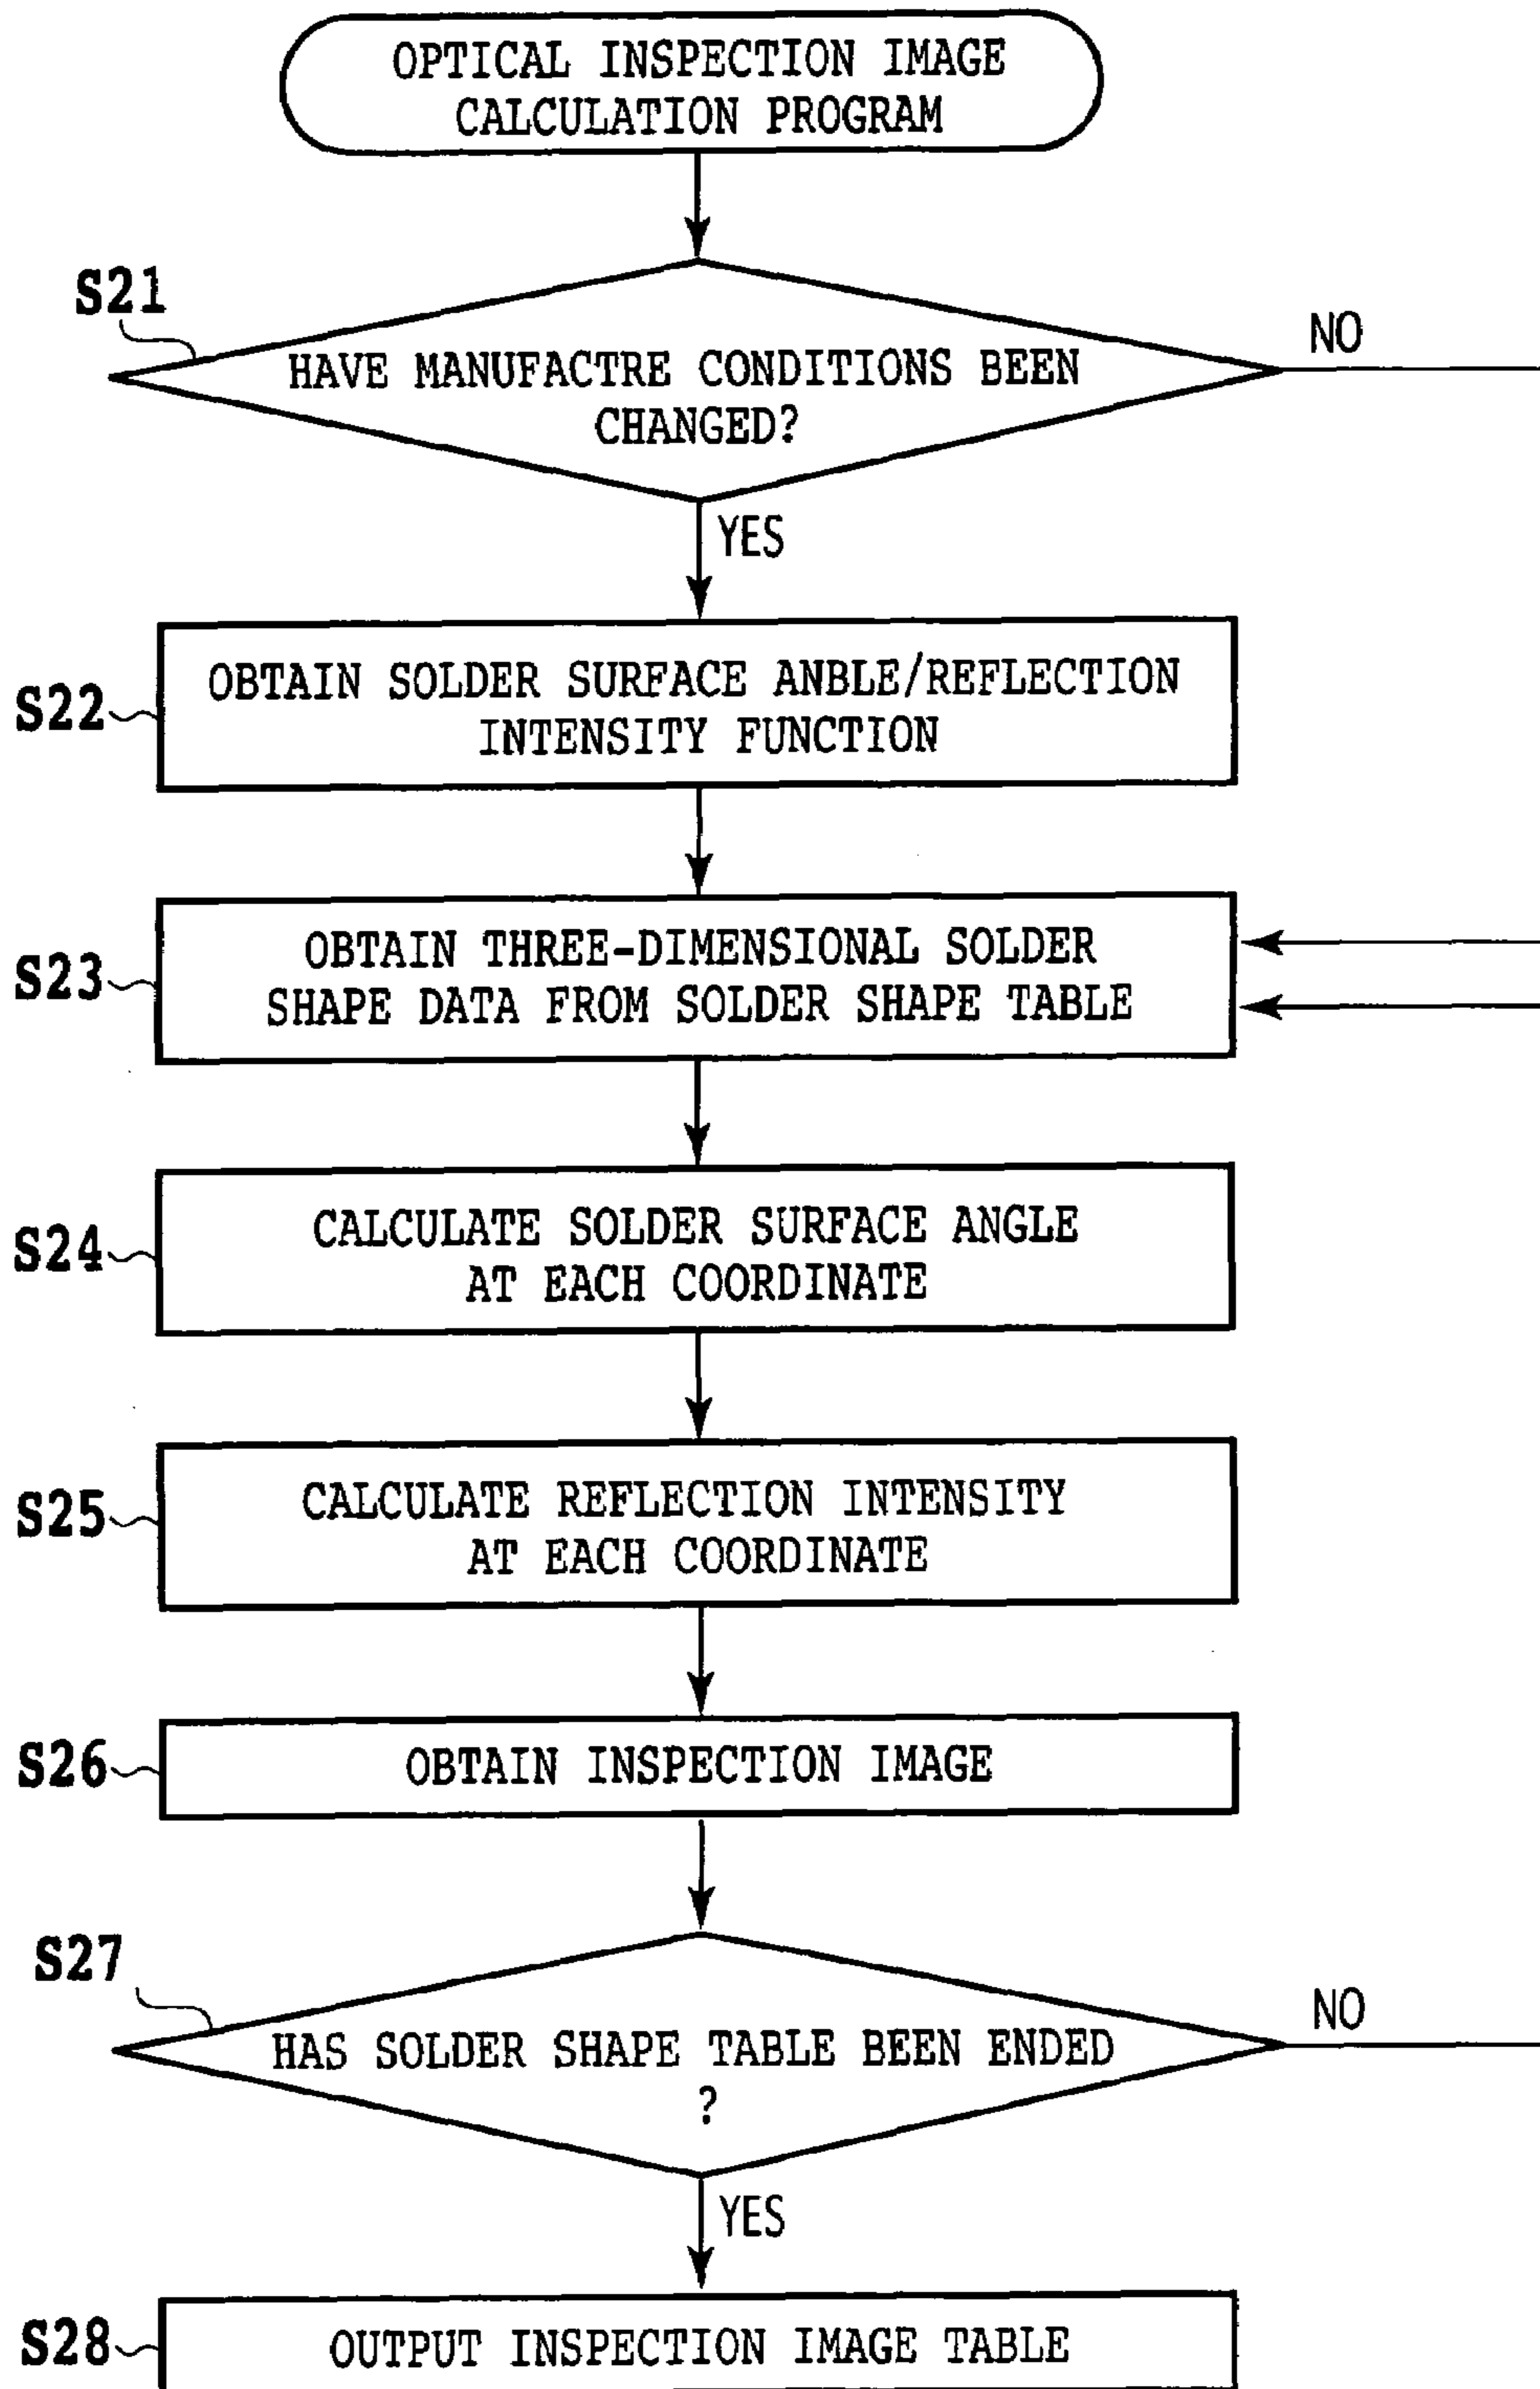 OPTICAL INSPECTION IMAGE
CALCULATION PROGRAM
S21
NO
HAVE MANUFACTRE CONDITIONS BEEN
CHANGED?
YES
S22
OBTAIN SOLDER SURFACE ANBLE/REFLECTION
INTENSITY FUNCTION
S23
OBTAIN THREE-DIMENSIONAL SOLDER
SHAPE DATA FROM SOLDER SHAPE TABLE
S24
CALCULATE SOLDER SURFACE ANGLE
AT EACH COORDINATE
S25
CALCULATE REFLECTION INTENSITY
AT EACH COORDINATE
S26
OBTAIN INSPECTION IMAGE
S27
NO
HAS SOLDER SHAPE TABLE BEEN ENDED
?
YES
S28
OUTPUT INSPECTION IMAGE TABLE